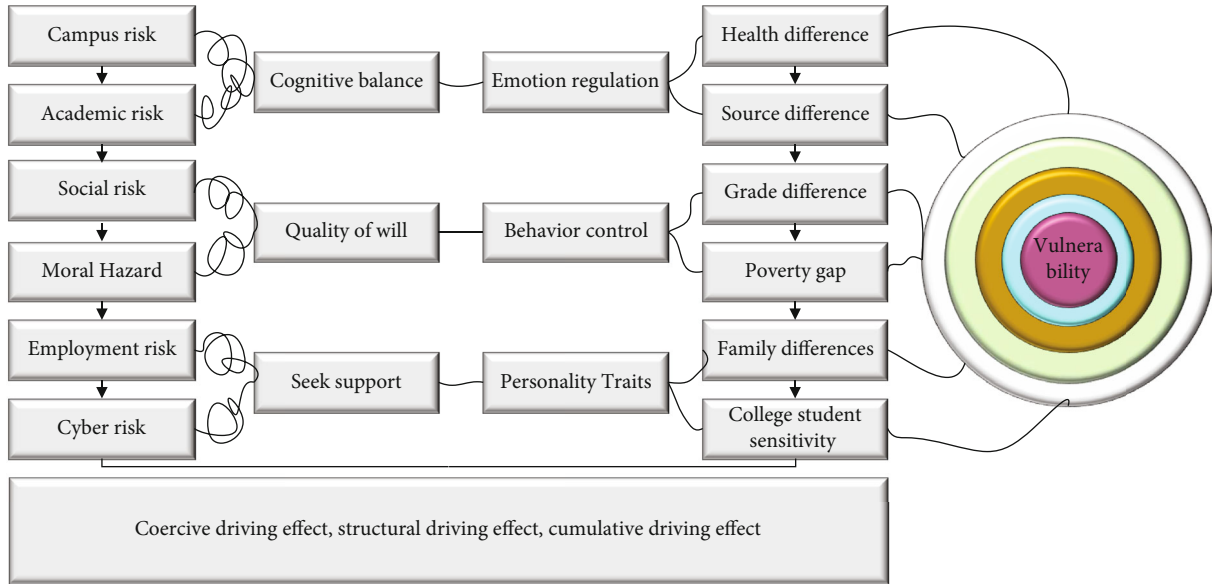 Campus risk
Academic risk
Social risk
Moral Hazard
Employment risk
Cyber risk
Cognitive balance
Quality of will
Seek support
Emotion regulation
Behavior control
Personality Traits
Health difference
Source difference
Grade difference
Poverty gap
Family differences
College student
sensitivity
Vulnera
bility
Coercive driving effect, structural driving effect, cumulative driving effect